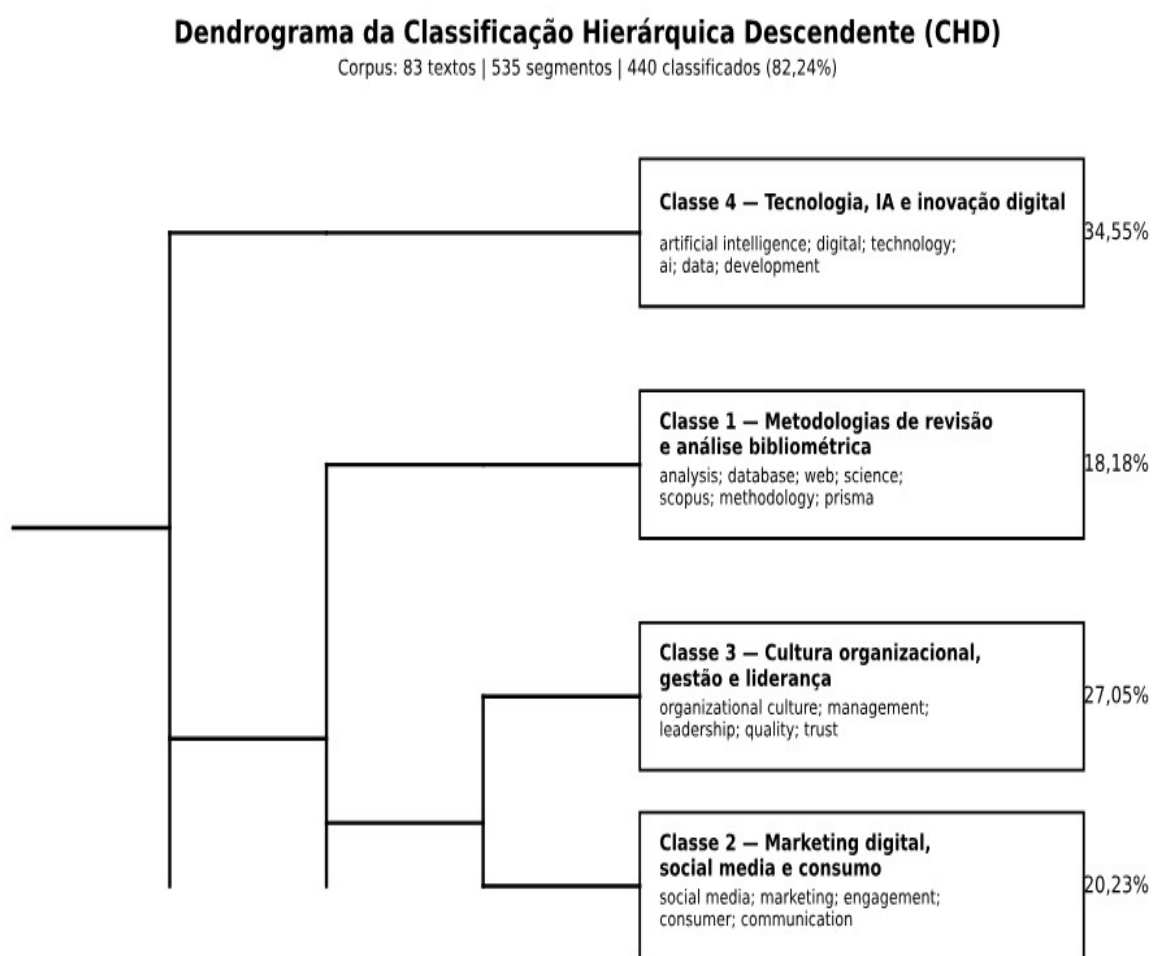 Dendrograma da Classificação Hierárquica Descendente (CHD)
Corpus: 83 textos | 535 segmentos | 440 classificados (82,24%)
Classe 4 — Tecnologia, IA e inovação digital
artificial intelligence; digital; technology;
ai; data; development
34,55%
Classe 1 — Metodologias de revisão
e análise bibliométrica
analysis; database; web; science;
scopus; methodology; prisma
18,18%
Classe 3 — Cultura organizacional,
gestão e liderança
organizational culture; management;
leadership; quality; trust
27,05%
Classe 2 — Marketing digital,
social media e consumo
social media; marketing; engagement;
consumer; communication
20,23%